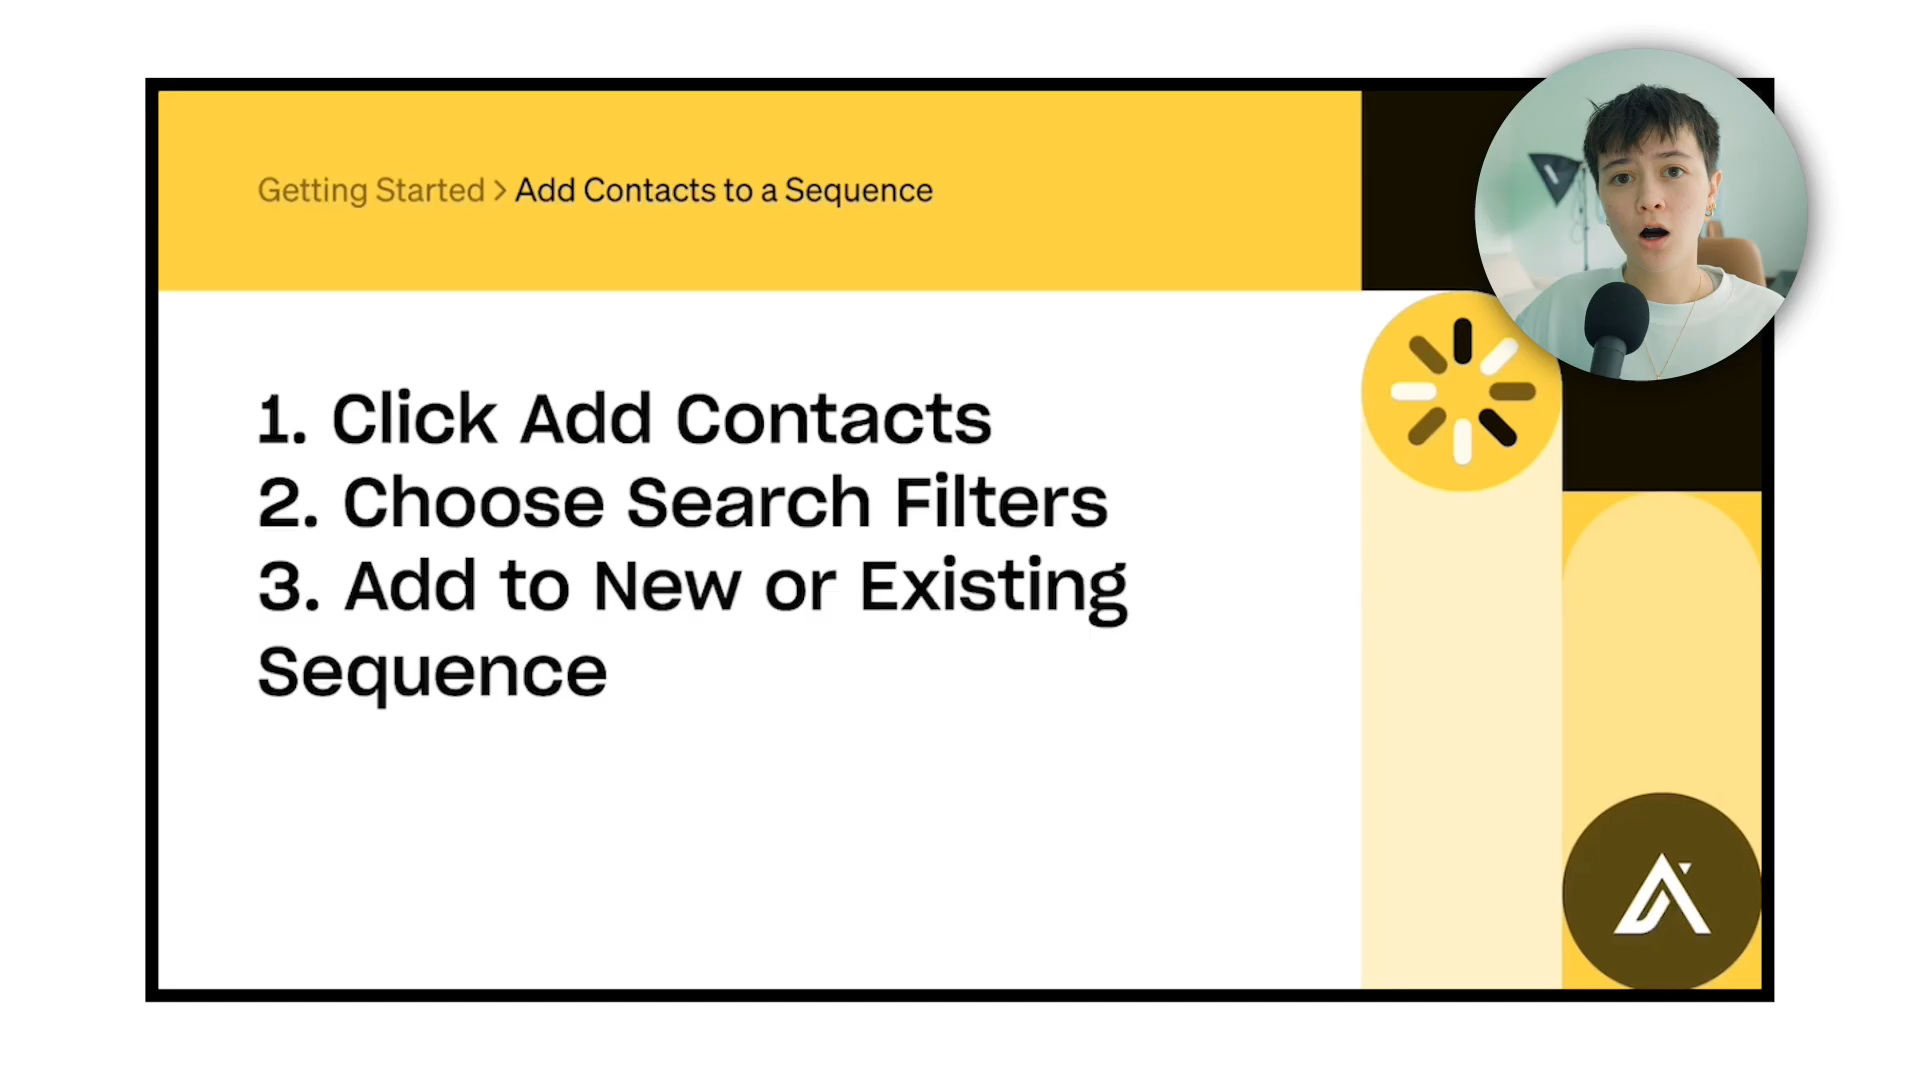 Getting Started > Add Contacts to a Sequence
1. Click Add Contacts
2. Choose Search Filters
3. Add to New or Existing
Sequence